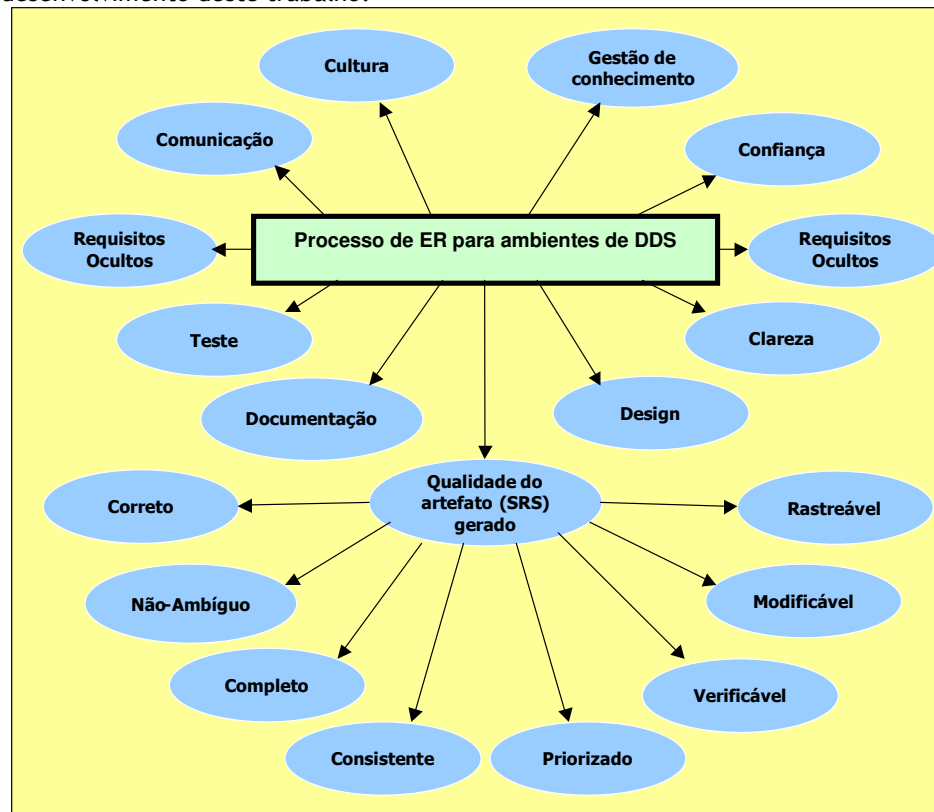 desenvolvimento deste trabalho.
Cultura
Gestão de
conhecimento
Comunicação
Confiança
Processo de ER para ambientes de DDS
Requisitos
Ocultos
Requisitos
Ocultos
Teste
Clareza
Documentação
Design
Qualidade do
artefato (SRS)
gerado
Correto
Rastreável
Não-Ambíguo
Modificável
Completo
Verificável
Consistente
Priorizado